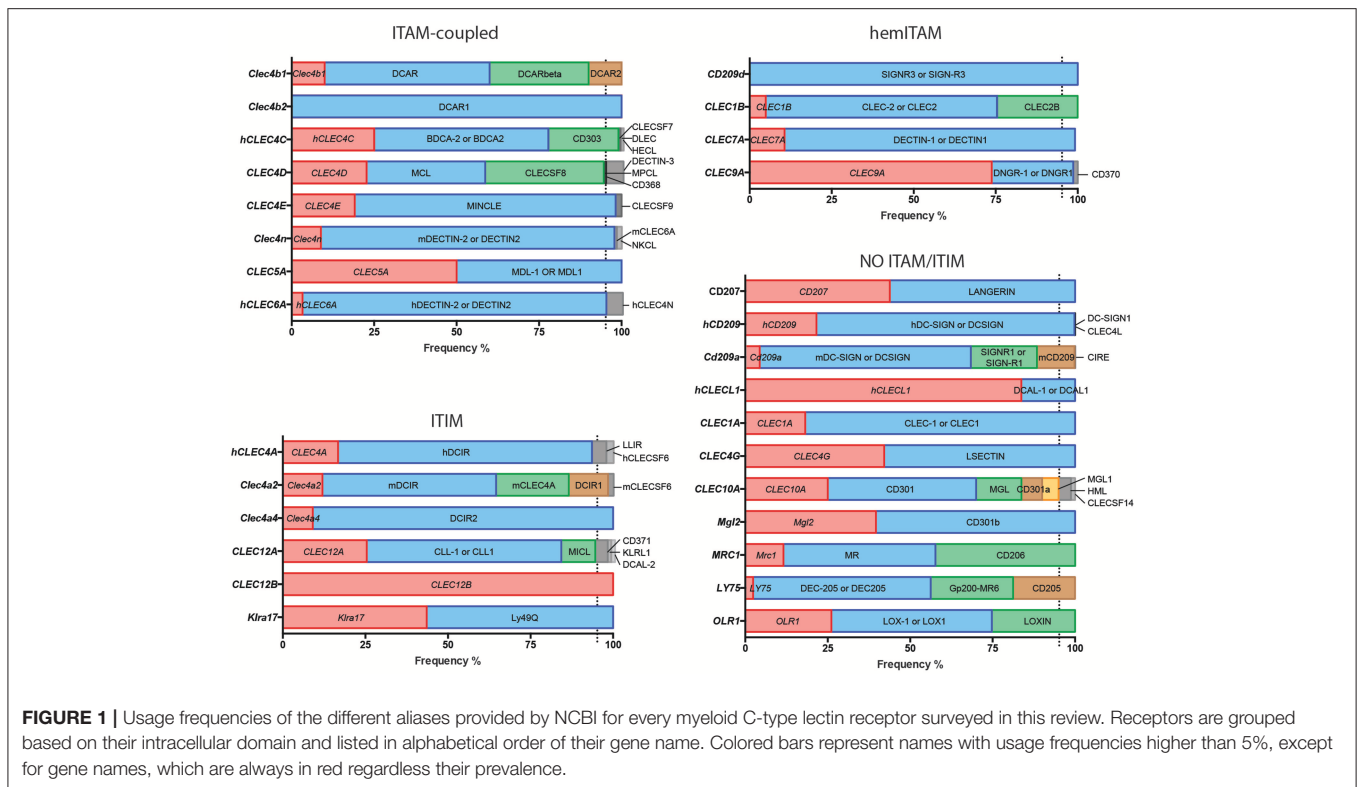 ITAM-coupled
Clec4b1 Clec4b1 DCAR DCARbeta DCAR2
Clec4b2 DCAR1
hCLEC4C hCLEC4C BDCA-2 or BDCA2 CD303 CLECSF7
DLEC
HECL
CLEC4D CLEC4D MCL CLECSF8 DECTIN-3
MPCL
CD368
CLEC4E CLEC4E MINCLE CLECSF9
Clec4n Clec4n mDECTIN-2 or DECTIN2 mCLEC6A
NKCL
CLEC5A CLEC5A MDL-1 OR MDL1
hCLEC6A hCLEC6A hDECTIN-2 or DECTIN2 hCLEC4N
0 25 50 75 100
Frequency %
ITIM
hCLEC4A CLEC4A hDCIR LLIR
hCLECSF6
Clec4a2 Clec4a2 mDCIR mCLEC4A DCIR1 mCLECSF6
Clec4a4 Clec4a4 DCIR2
CLEC12A CLEC12A CLL-1 or CLL1 MICL CD371
KLRL1
DCAL-2
CLEC12B CLEC12B
Klra17 Klra17 Ly49Q
0 25 50 75 100
Frequency %
hemITAM
CD209d SIGNR3 or SIGN-R3
CLEC1B CLEC1B CLEC-2 or CLEC2 CLEC2B
CLEC7A CLEC7A DECTIN-1 or DECTIN1
CLEC9A CLEC9A DNGR-1 or DNGR1 CD370
0 25 50 75 100
Frequency %
NO ITAM/ITIM
CD207 CD207 LANGERIN
hCD209 hCD209 hDC-SIGN or DCSIGN DC-SIGN1
CLEC4L
Cd209a Cd209a mDC-SIGN or DCSIGN SIGNR1 or
SIGN-R1 mCD209 CIRE
hCLECL1 hCLECL1 DCAL-1 or DCAL1
CLEC1A CLEC1A CLEC-1 or CLEC1
CLEC4G CLEC4G LSECTIN
CLEC10A CLEC10A CD301 MGL CD301a MGL1
HML
CLECSF14
Mgl2 Mgl2 CD301b
MRC1 Mrc1 MR CD206
LY75 LY75 DEC-205 or DEC205 Gp200-MR6 CD205
OLR1 OLR1 LOX-1 or LOX1 LOXIN
0 25 50 75 100
Frequency %
FIGURE 1 | Usage frequencies of the different aliases provided by NCBI for every myeloid C-type lectin receptor surveyed in this review. Receptors are grouped
based on their intracellular domain and listed in alphabetical order of their gene name. Colored bars represent names with usage frequencies higher than 5%, except
for gene names, which are always in red regardless their prevalence.